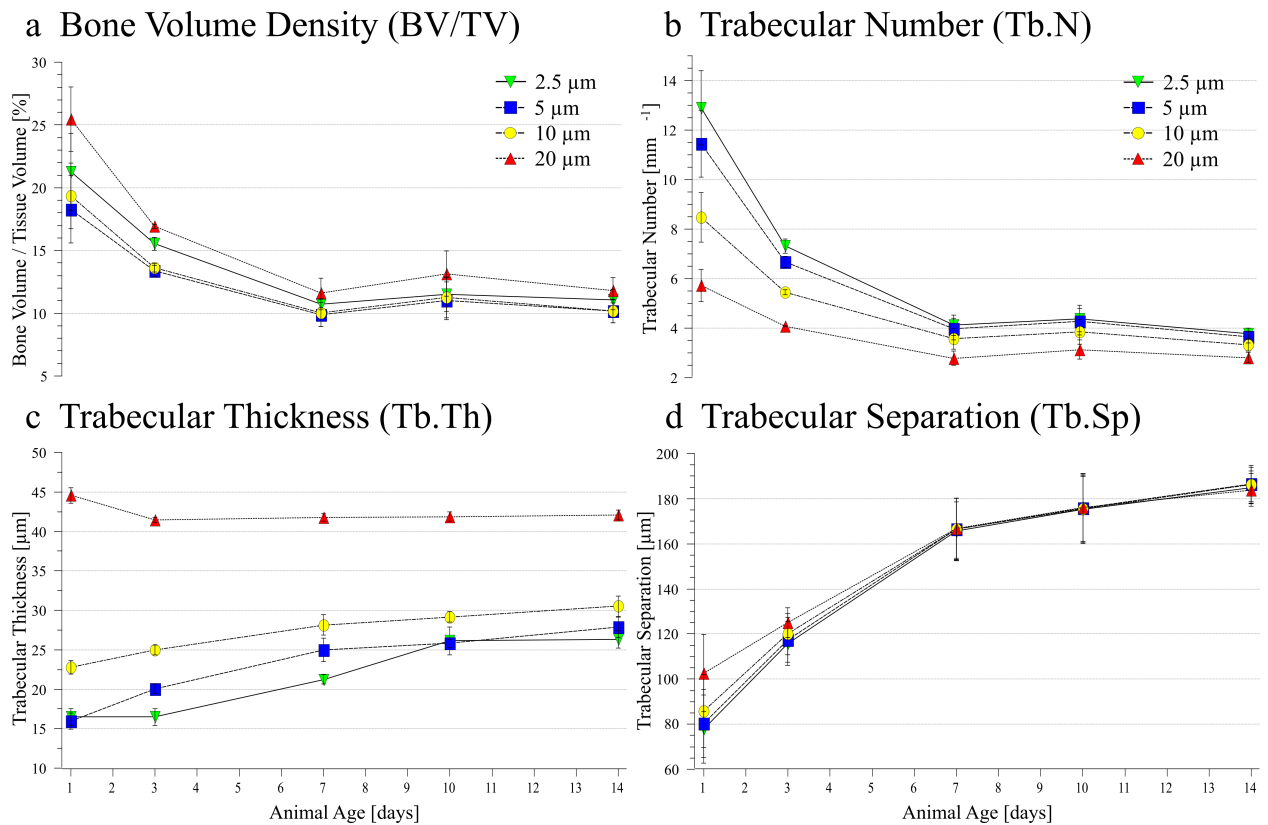 a Bone Volume Density (BV/TV)
Bone Volume / Tissue Volume [%]
30
25
20
15
10
5
2.5 µm
5 µm
10 µm
20 µm
b Trabecular Number (Tb.N)
Trabecular Number [mm⁻¹]
14
12
10
8
6
4
2
2.5 µm
5 µm
10 µm
20 µm
c Trabecular Thickness (Tb.Th)
Trabecular Thickness [µm]
50
45
40
35
30
25
20
15
10
1 2 3 4 5 6 7 8 9 10 11 12 13 14
Animal Age [days]
d Trabecular Separation (Tb.Sp)
Trabecular Separation [µm]
200
180
160
140
120
100
80
60
1 2 3 4 5 6 7 8 9 10 11 12 13 14
Animal Age [days]